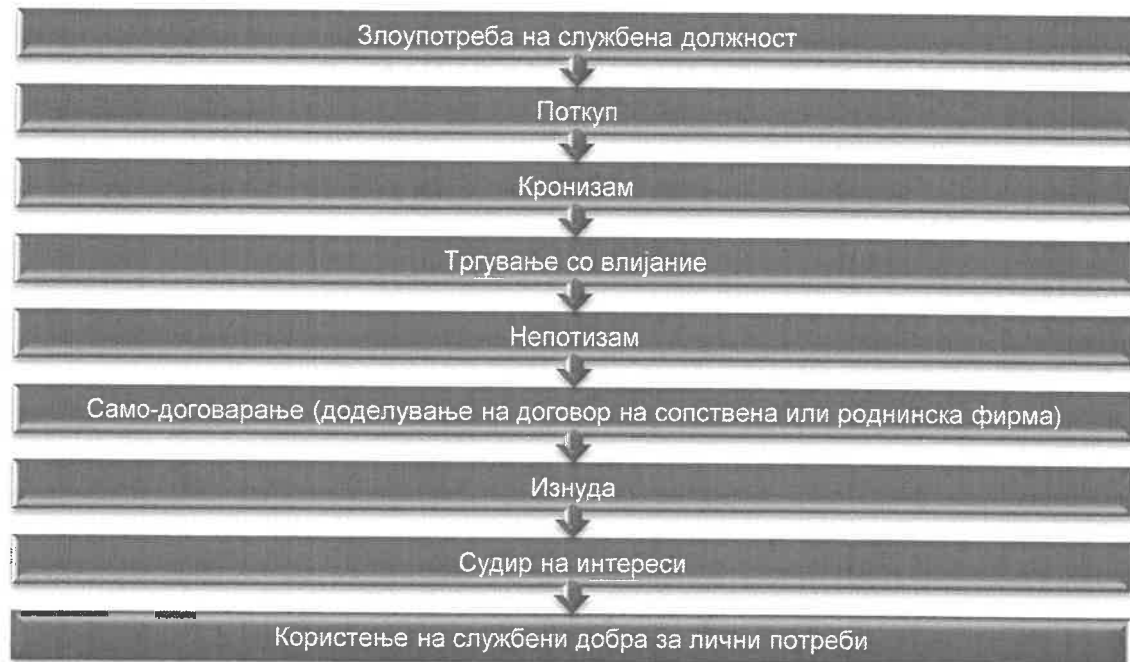 Злоупотреба на службена должност
Поткуп
Кронизам
Тргување со влијание
Непотизам
Само-договарање (доделување на договор на сопствена или роднинска фирма)
Изнуда
Судир на интереси
Користење на службени добра за лични потреби